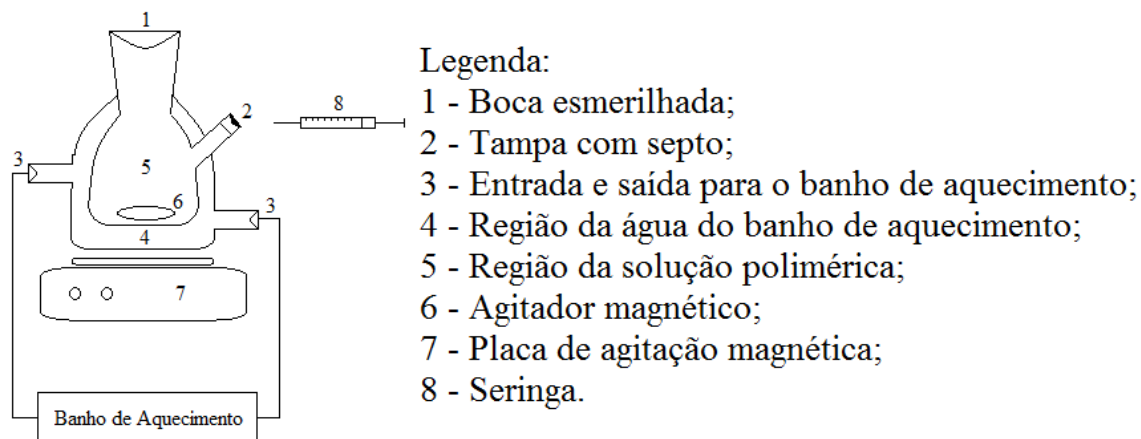 1
2
8
3
5
6
3
4
7
Banho de Aquecimento
Legenda:
1 - Boca esmerilhada;
2 - Tampa com septo;
3 - Entrada e saída para o banho de aquecimento;
4 - Região da água do banho de aquecimento;
5 - Região da solução polimérica;
6 - Agitador magnético;
7 - Placa de agitação magnética;
8 - Seringa.